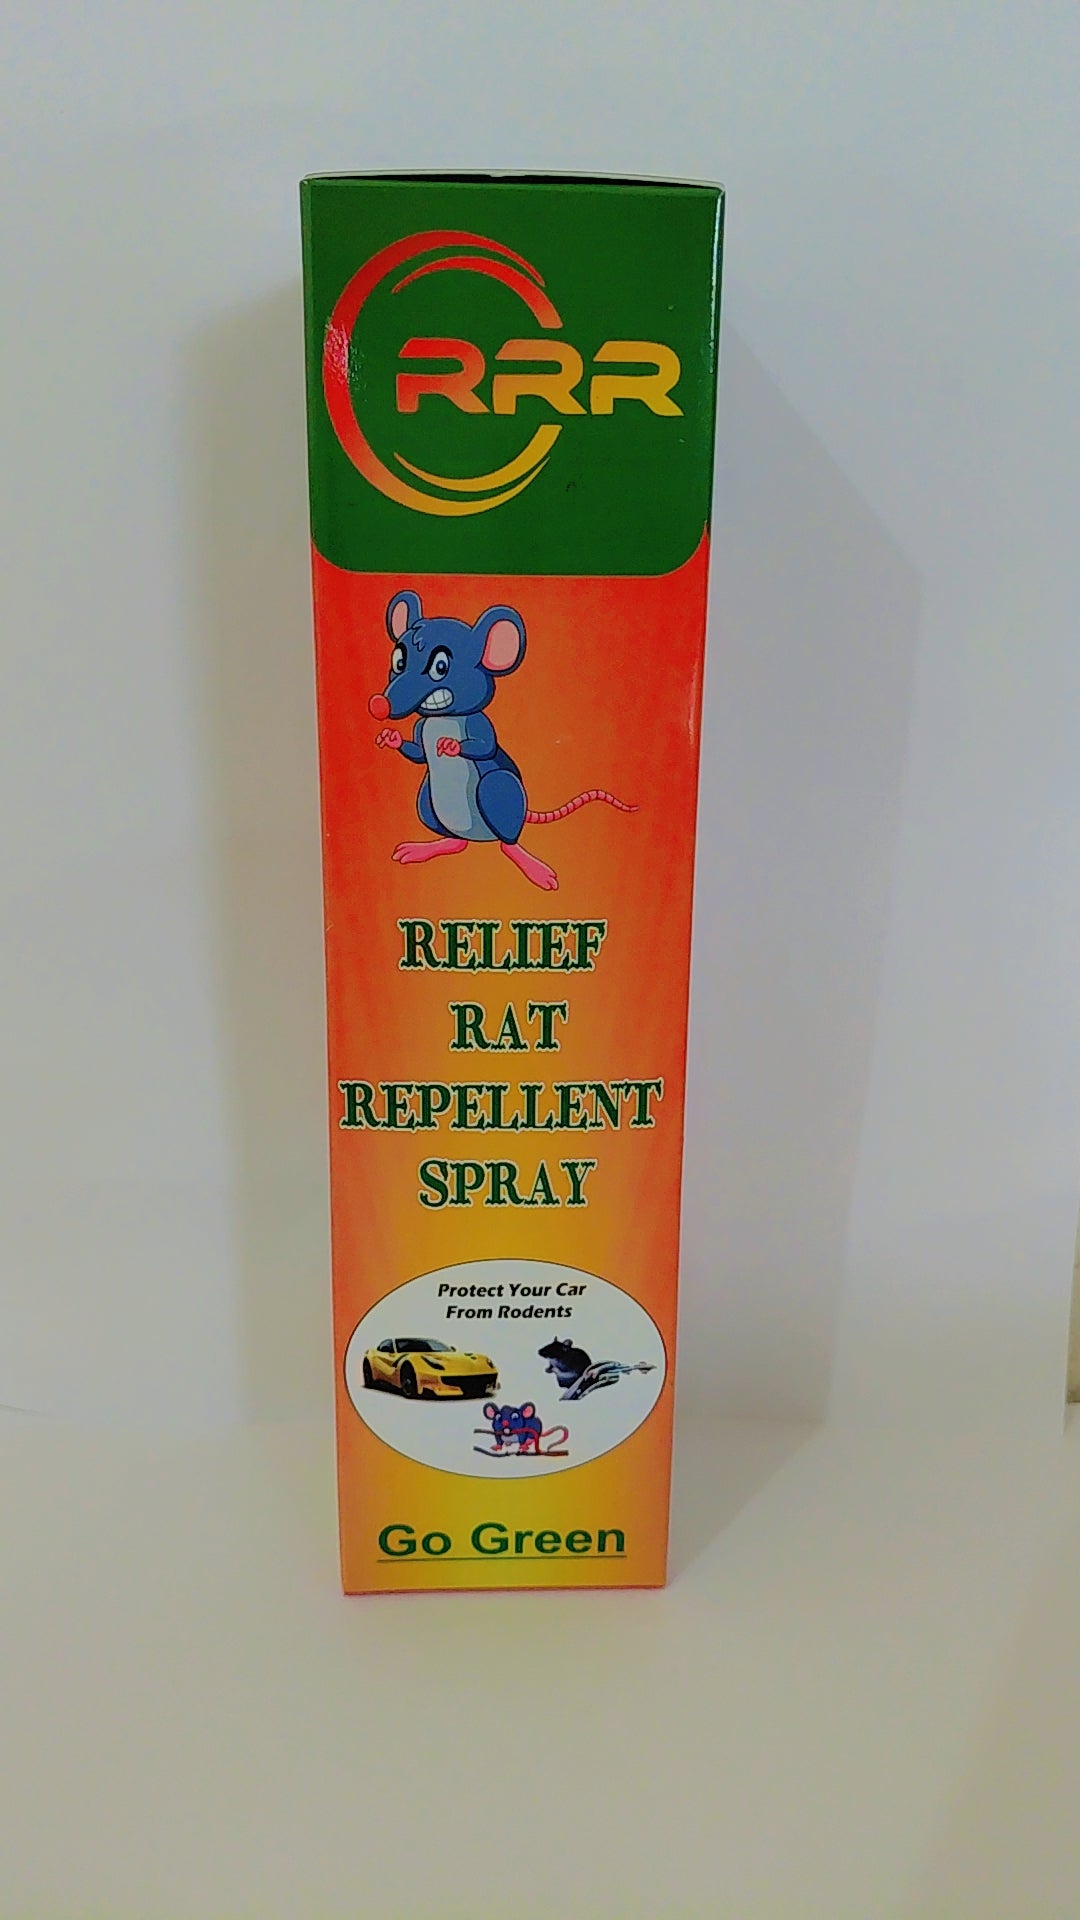 RRR
RELIEF
RAT
REPELLENT
SPRAY
Protect Your Car
From Rodents
Go Green